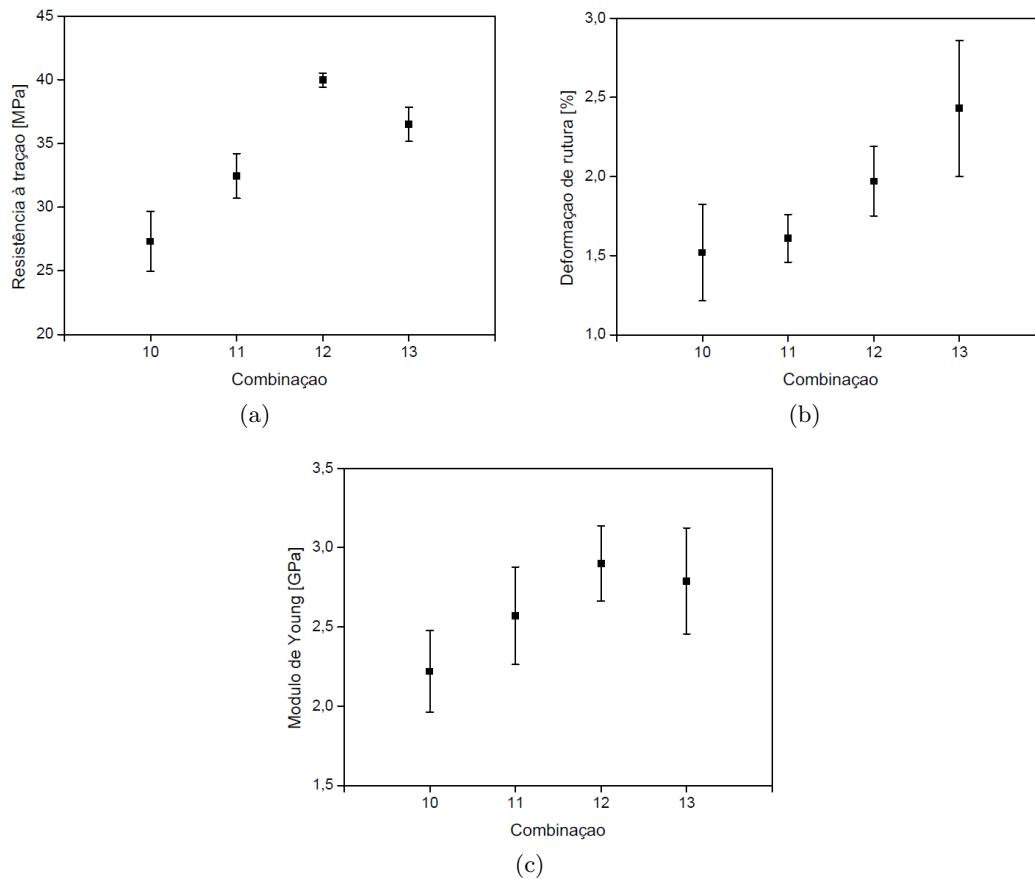 45
40
35
30
25
20
Resistência à traçao [MPa]
10 11 12 13
Combinaçao
(a)
3,0
2,5
2,0
1,5
1,0
Deformaçao de rutura [%]
10 11 12 13
Combinaçao
(b)
3,5
3,0
2,5
2,0
1,5
Modulo de Young [GPa]
10 11 12 13
Combinaçao
(c)